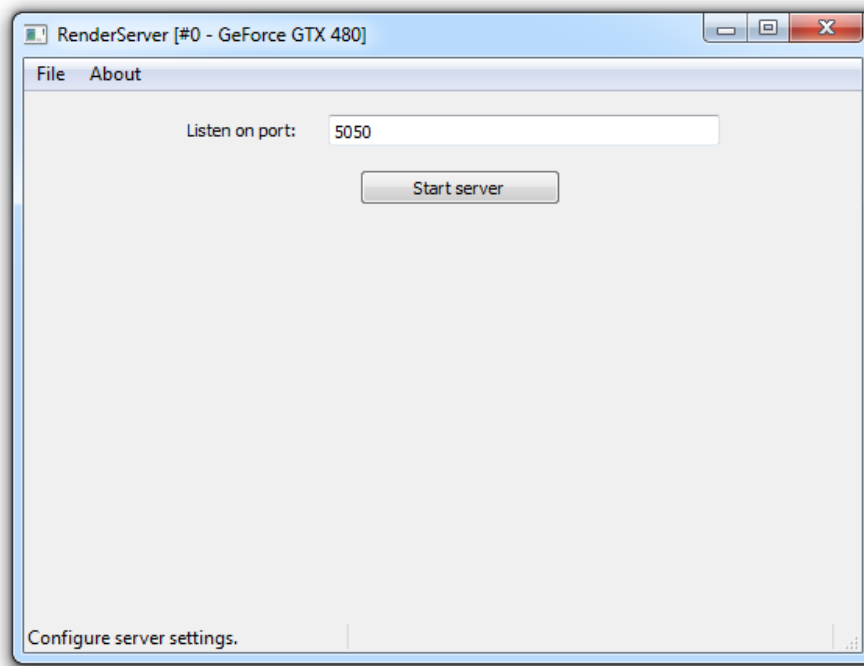 RenderServer [#0 - GeForce GTX 480]
File About
Listen on port: 5050
Start server
Configure server settings.